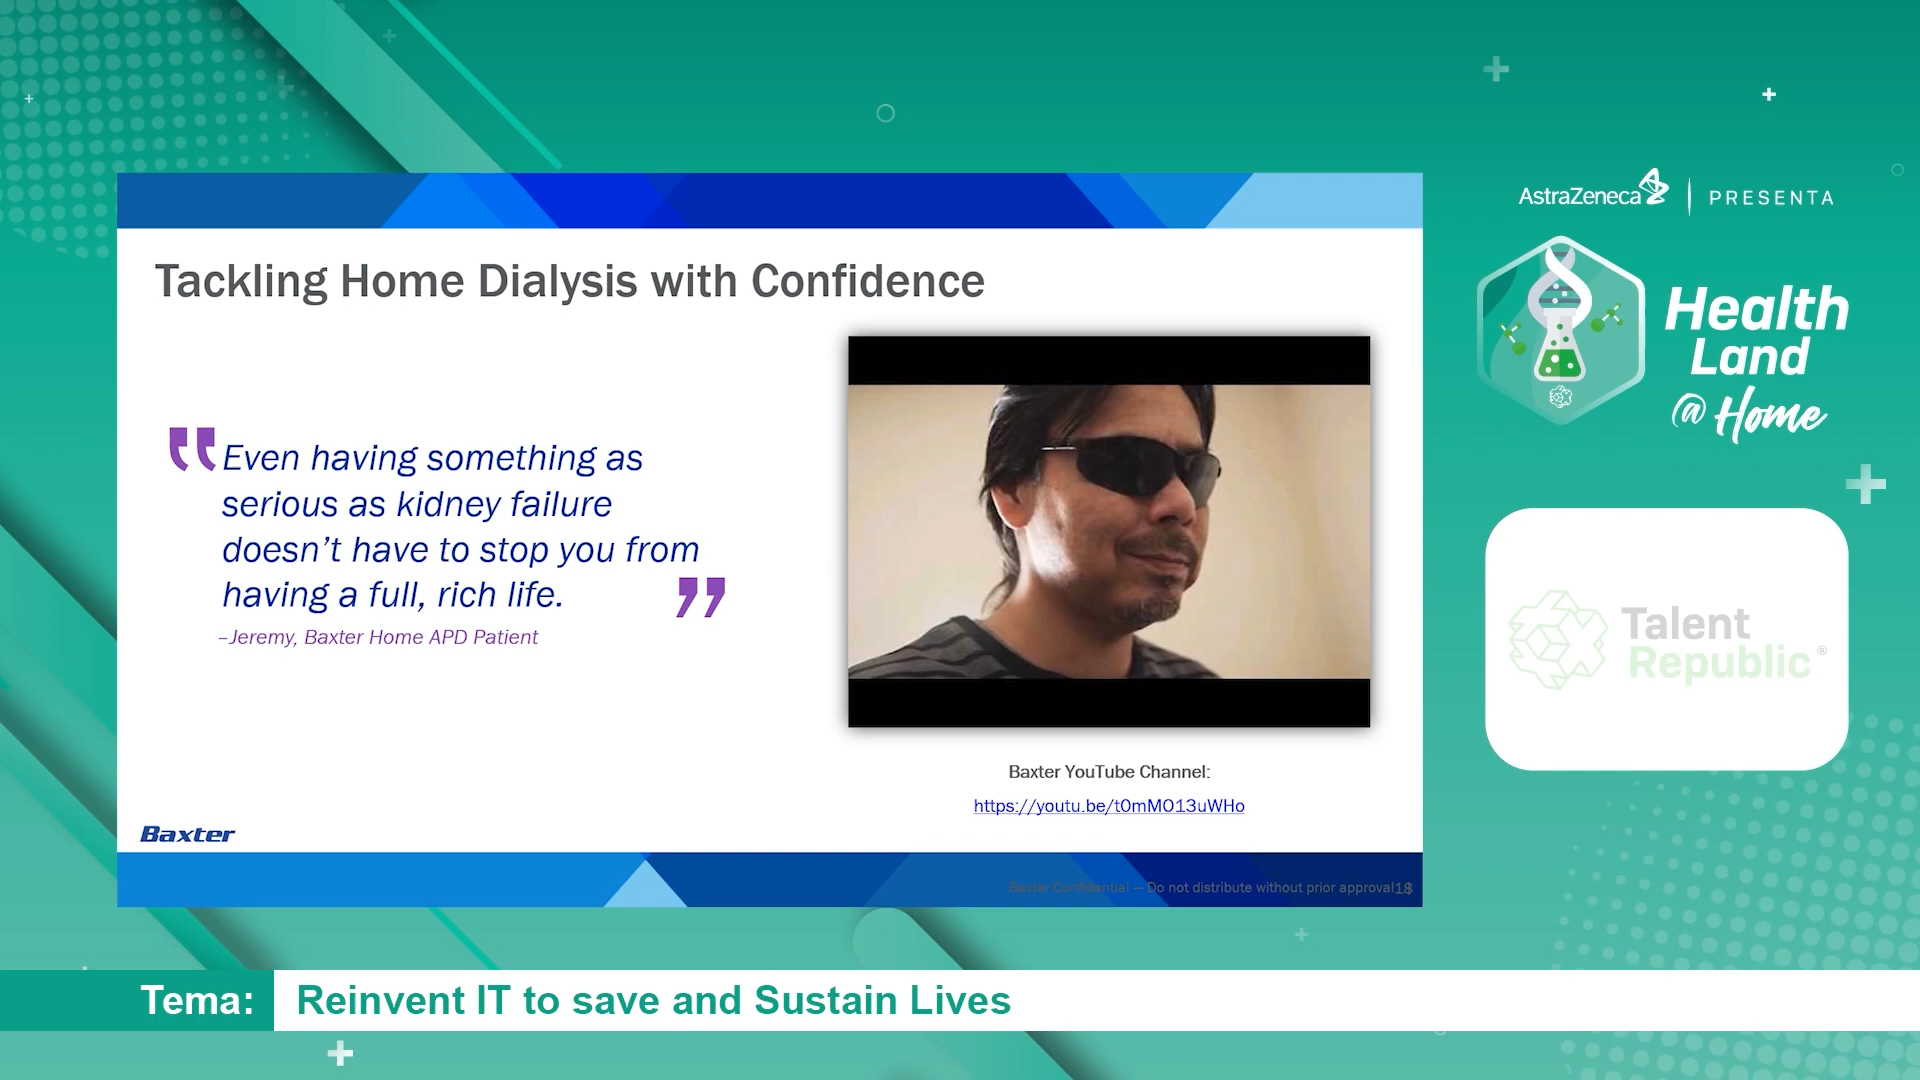 AstraZeneca
PRESENTA
Health
Land
@ Home
Tackling Home Dialysis with Confidence
Even having something as
serious as kidney failure
doesn’t have to stop you from
having a full, rich life.
–Jeremy, Baxter Home APD Patient
Baxter YouTube Channel:
https://youtu.be/t0mMO13uWHo
Baxter
Baxter Confidential — Do not distribute without prior approval
Talent
Republic®
Tema: Reinvent IT to save and Sustain Lives